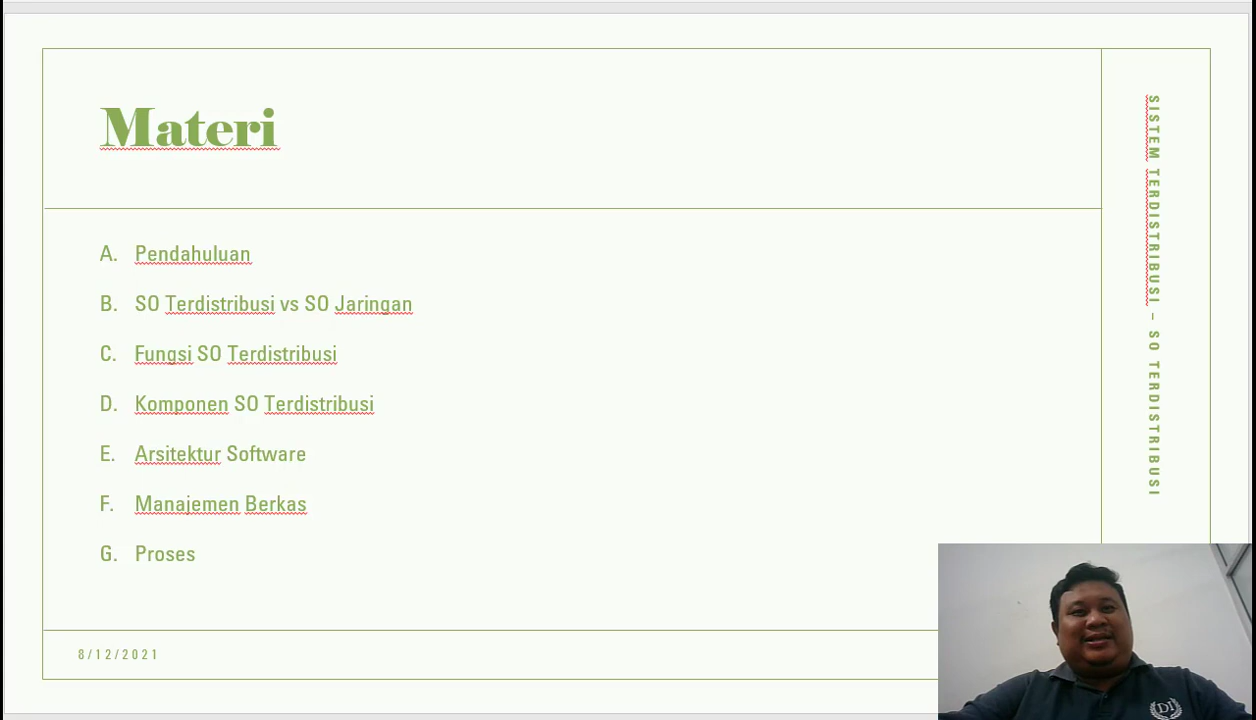 Materi
A. Pendahuluan
B. SO Terdistribusi vs SO Jaringan
C. Fungsi SO Terdistribusi
D. Komponen SO Terdistribusi
E. Arsitektur Software
F. Manajemen Berkas
G. Proses
8/12/2021
SISTEM TERDISTRIBUSI – SO TERDISTRIBUSI
DI